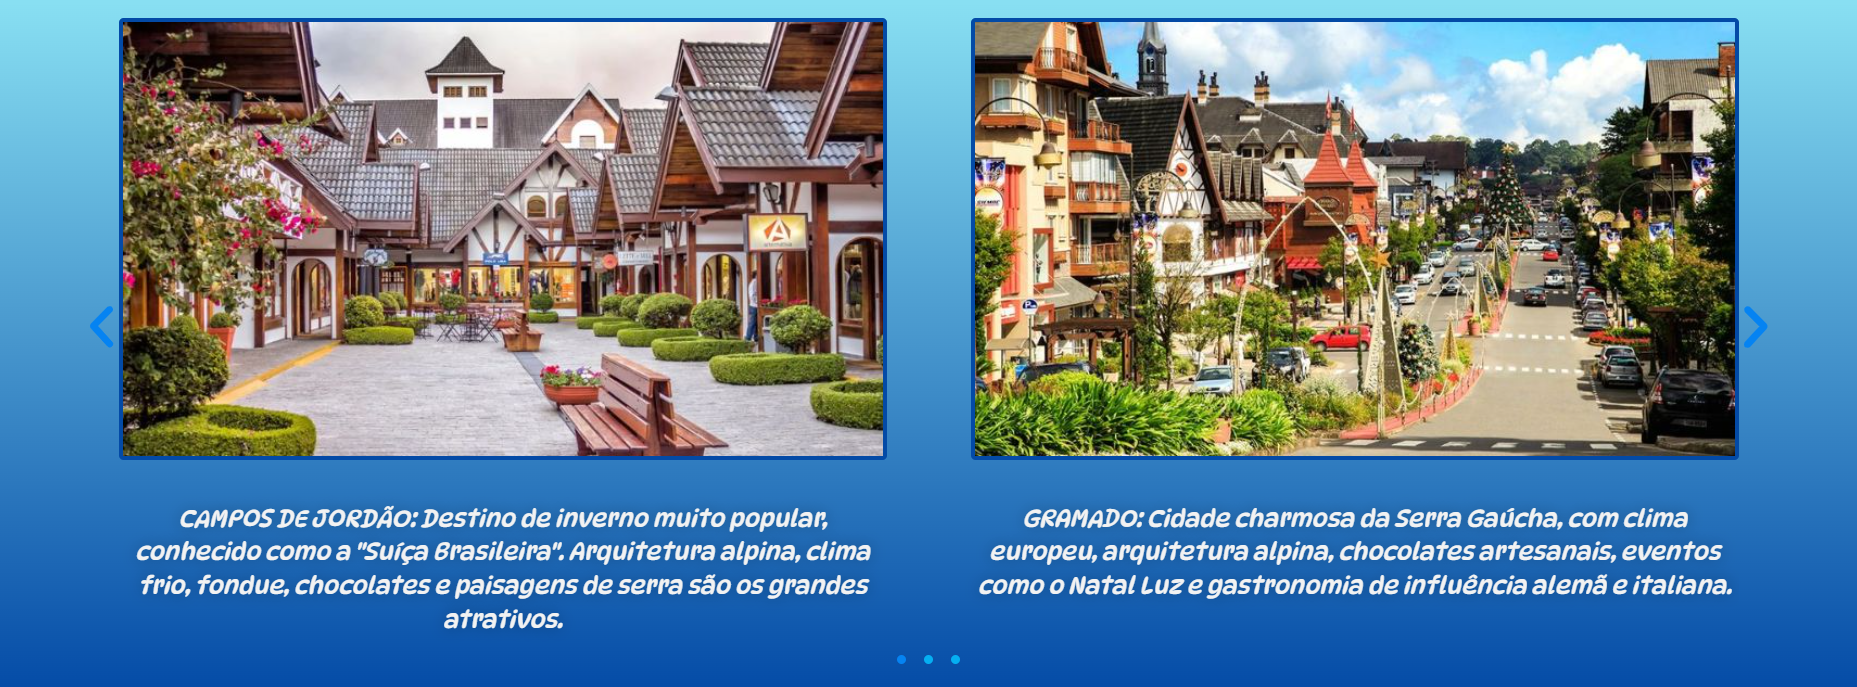 CAMPOS DE JORDÃO: Destino de inverno muito popular,
conhecido como a "Suíça Brasileira". Arquitetura alpina, clima
frio, fondue, chocolates e paisagens de serra são os grandes
atrativos.
GRAMADO: Cidade charmosa da Serra Gaúcha, com clima
europeu, arquitetura alpina, chocolates artesanais, eventos
como o Natal Luz e gastronomia de influência alemã e italiana.